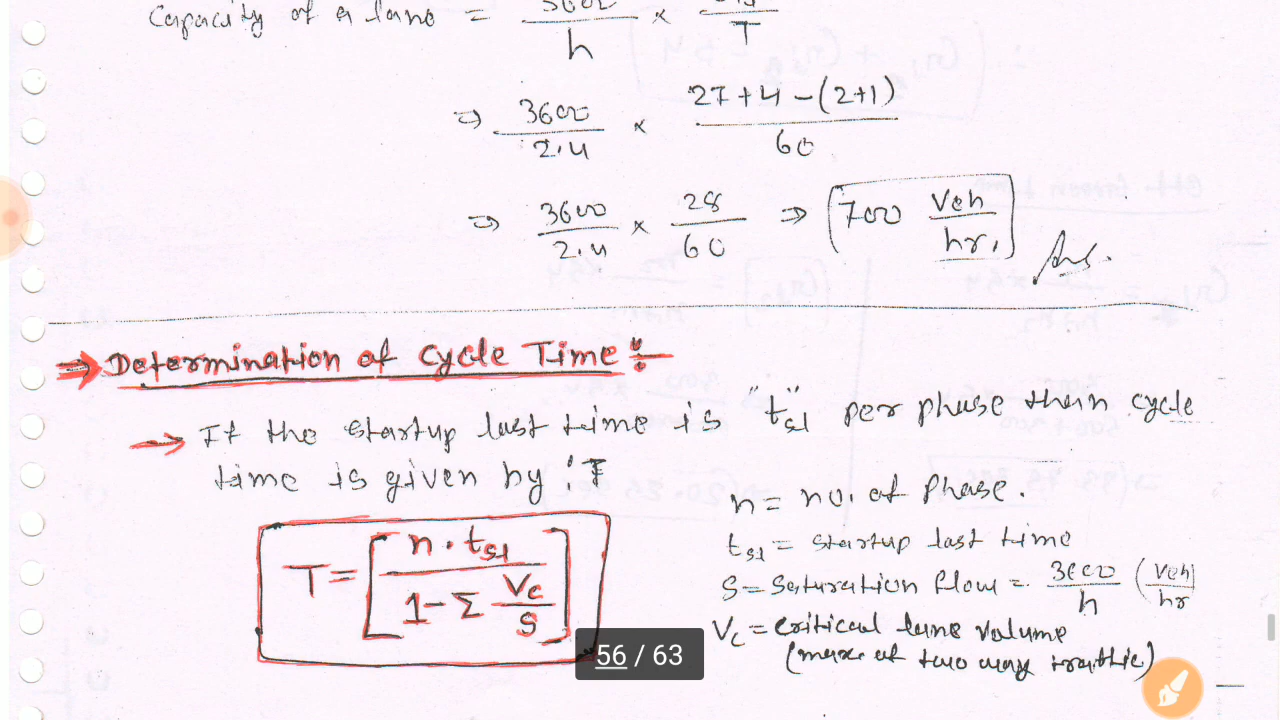 Capacity of a lane = 3600/h × /T
⇒ 3600/2.4 × 27+4-(2+1)/60
⇒ 3600/2.4 × 28/60 ⇒ 700 Veh/hr. Ans.
⇒ Determination of Cycle Time :-
→ If the startup last time is "tsl" per phase then cycle
time is given by 'T
T = [n . tsl / 1 - Σ Vc/S]
n = no. of Phase.
tsl = startup last time
S = Saturation flow = 3600/h (Veh/hr)
Vc = critical lane volume
(max. of two way traffic)
56 / 63